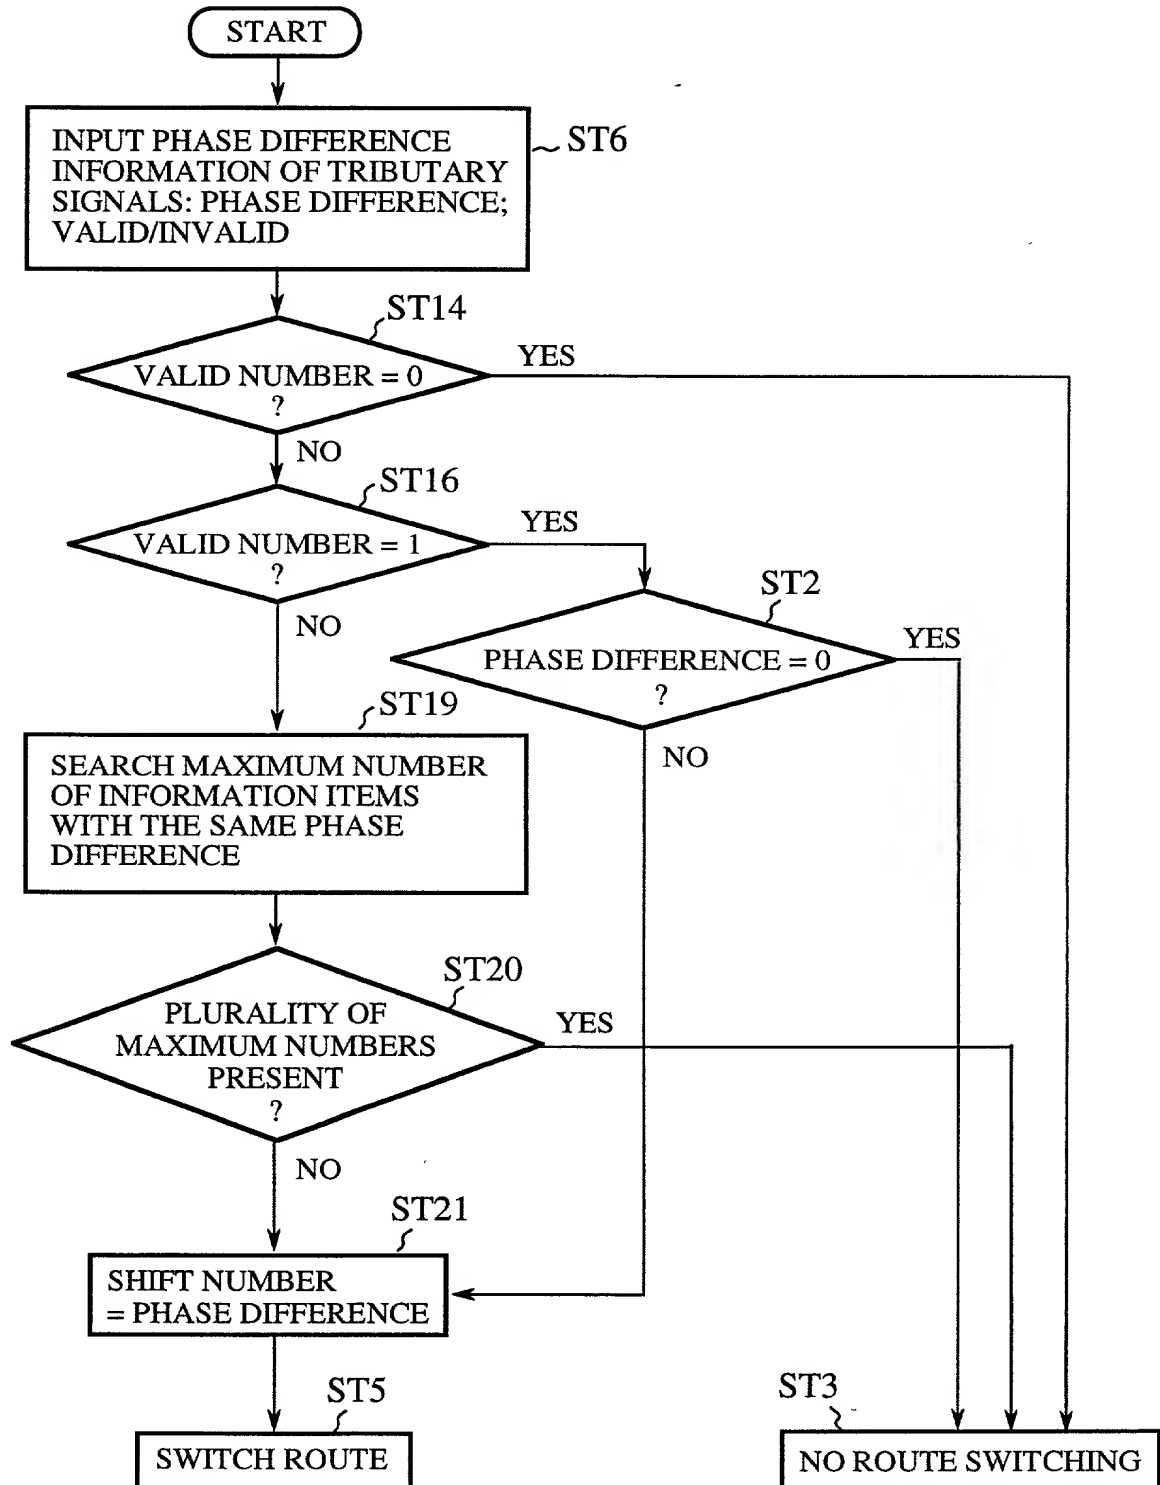 START
INPUT PHASE DIFFERENCE
INFORMATION OF TRIBUTARY
SIGNALS: PHASE DIFFERENCE;
VALID/INVALID
ST6
ST14
VALID NUMBER = 0
?
YES
NO
ST16
VALID NUMBER = 1
?
YES
NO
ST2
PHASE DIFFERENCE = 0
?
YES
NO
ST19
SEARCH MAXIMUM NUMBER
OF INFORMATION ITEMS
WITH THE SAME PHASE
DIFFERENCE
ST20
PLURALITY OF
MAXIMUM NUMBERS
PRESENT
?
YES
NO
ST21
SHIFT NUMBER
= PHASE DIFFERENCE
ST5
SWITCH ROUTE
ST3
NO ROUTE SWITCHING